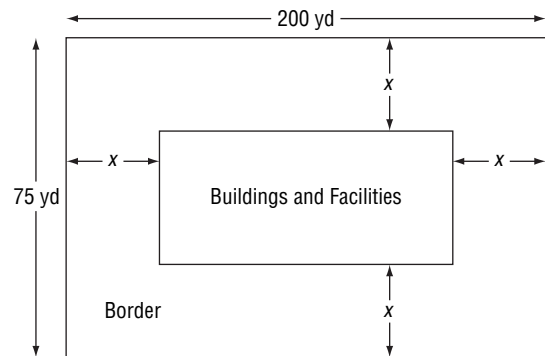 200 yd
x
x
x
75 yd
Buildings and Facilities
x
Border